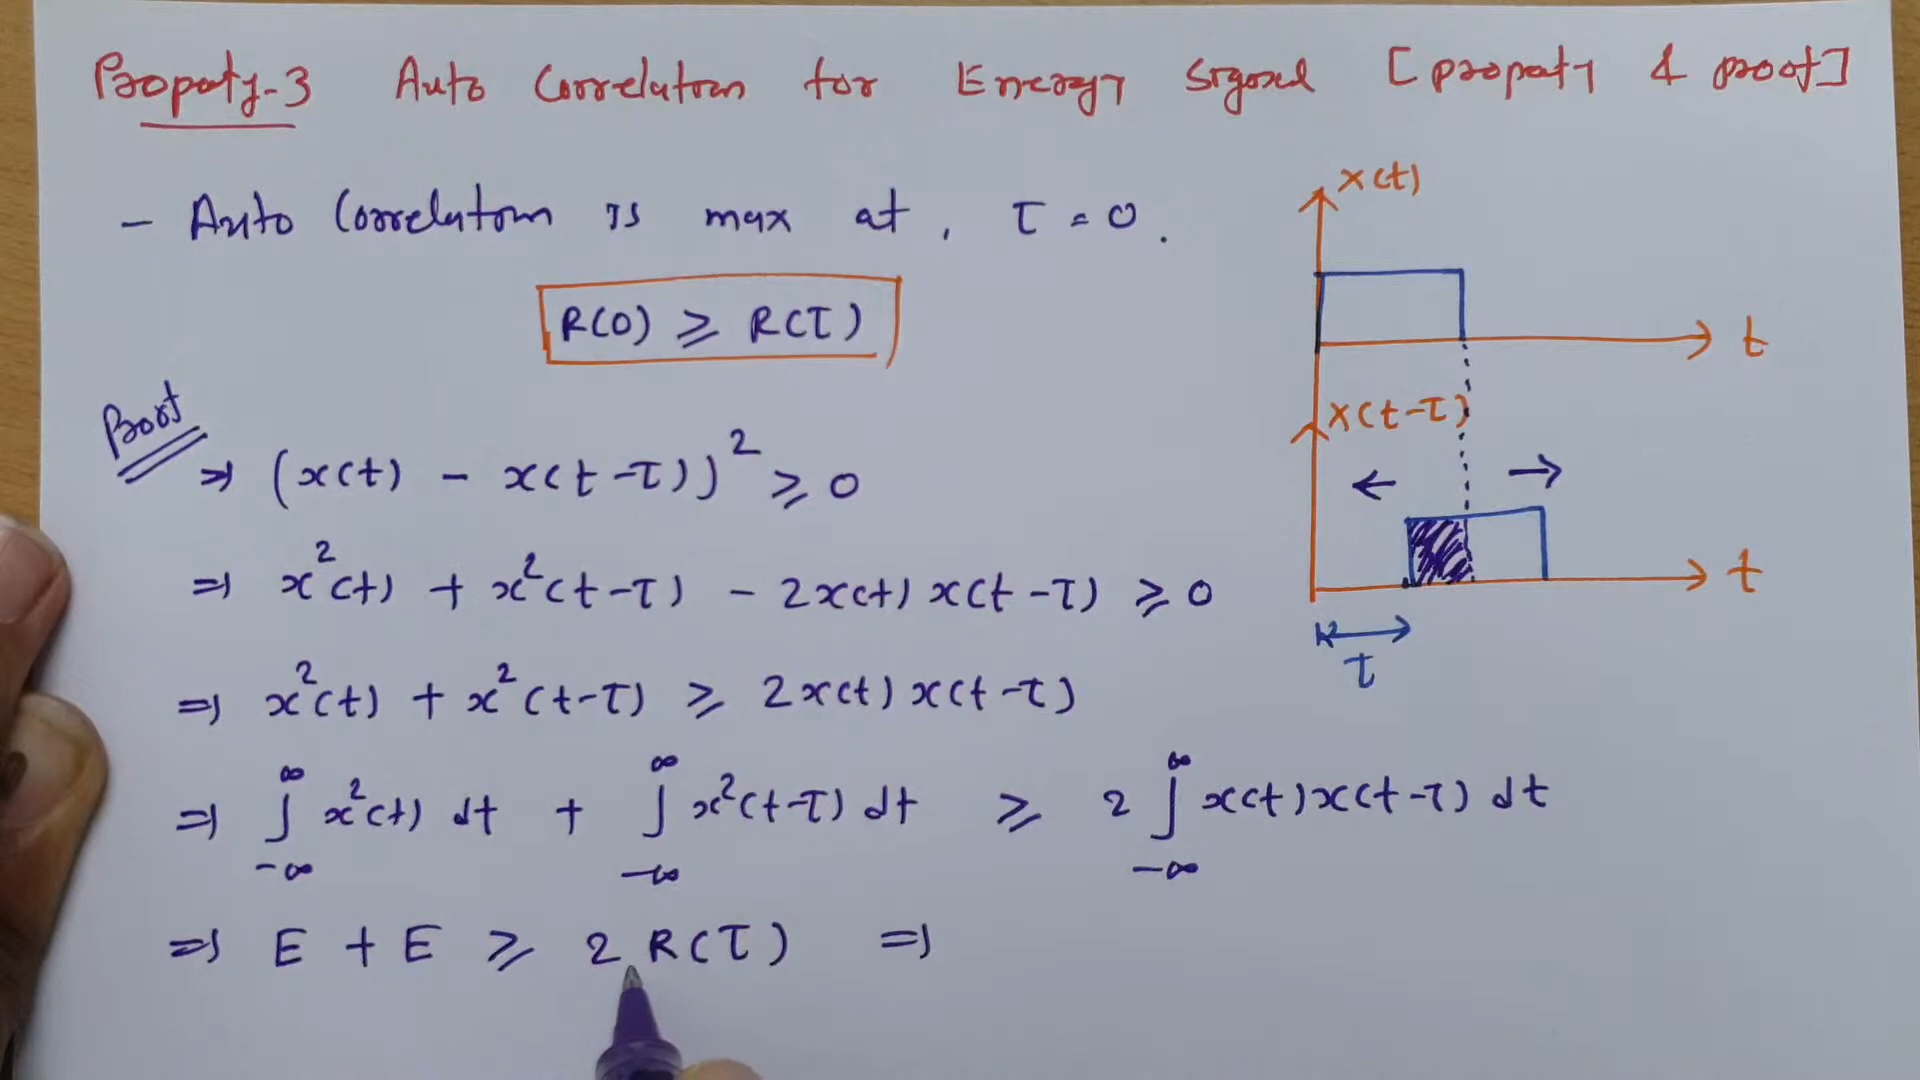 Property-3 Auto Correlation for Energy Signal [property & proof]
- Auto Correlation is max at, τ = 0.
R(0) ≥ R(τ)
Proof
⇒ (x(t) - x(t-τ))² ≥ 0
⇒ x²(t) + x²(t-τ) - 2x(t) x(t-τ) ≥ 0
⇒ x²(t) + x²(t-τ) ≥ 2x(t) x(t-τ)
⇒ ∫_{-∞}^{∞} x²(t) dt + ∫_{-∞}^{∞} x²(t-τ) dt ≥ 2 ∫_{-∞}^{∞} x(t)x(t-τ) dt
⇒ E + E ≥ 2 R(τ) ⇒
x(t)
t
x(t-τ)
← →
t
τ